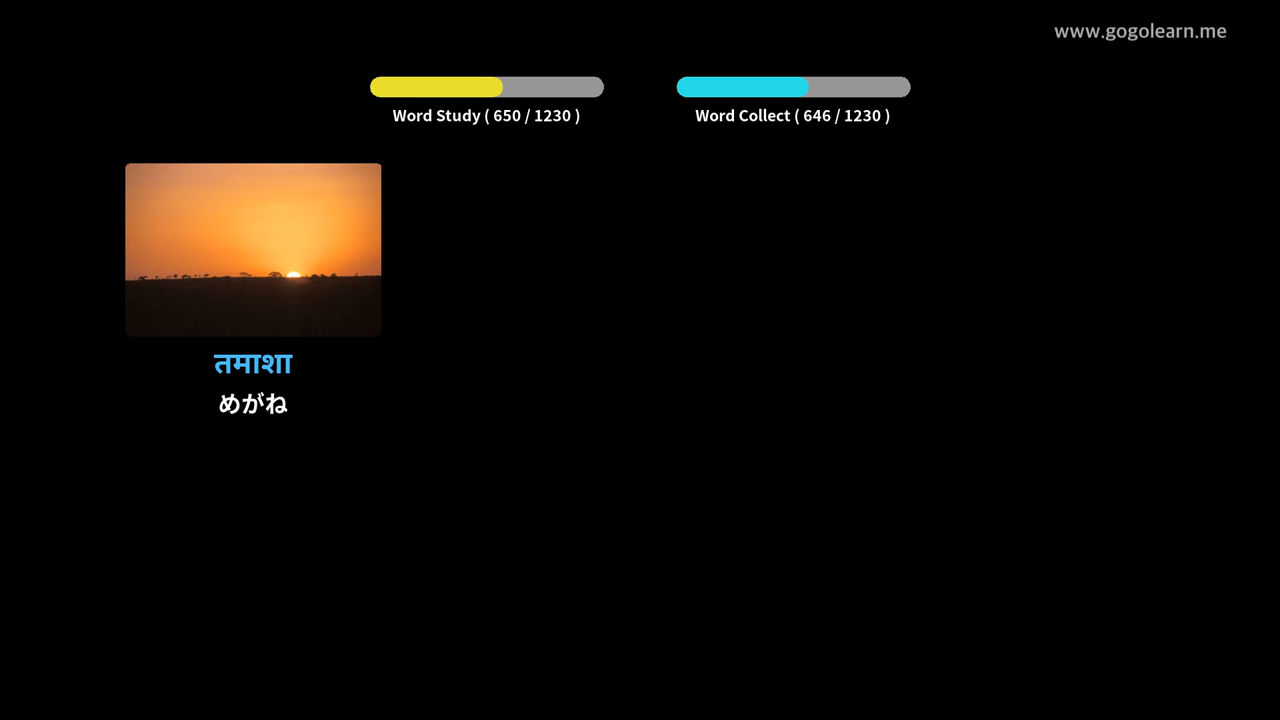 www.gogolearn.me
Word Study ( 650 / 1230 )
Word Collect ( 646 / 1230 )
तमाशा
めがね